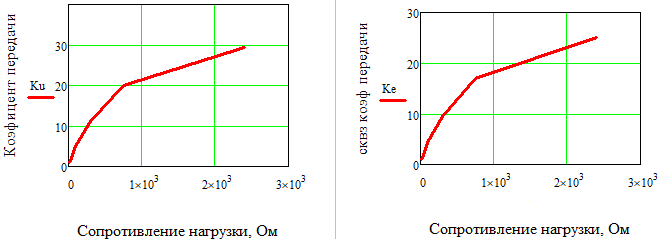 Коэфицент передачи
Ku
30
20
10
0
0
1×10³
2×10³
3×10³
Сопротивление нагрузки, Ом
сквз коэф передачи
Ke
30
20
10
0
0
1×10³
2×10³
3×10³
Сопротивление нагрузки, Ом